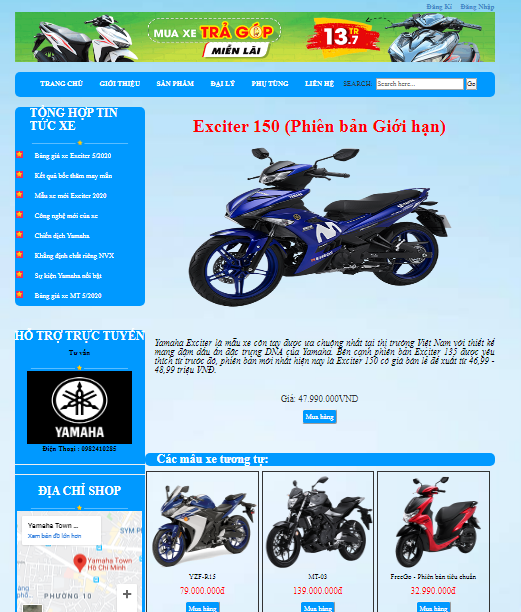 Đăng Kí Đăng Nhập
MUA XE TRẢ GÓP
MIỄN LÃI
13.7
TRANG CHỦ GIỚI THIỆU SẢN PHẨM ĐẠI LÝ PHỤ TÙNG LIÊN HỆ SEARCH: Search here... Go
TỔNG HỢP TIN
TỨC XE
Bảng giá xe Exciter 5/2020
Kết quả bốc thăm may mắn
Mẫu xe mới Exciter 2020
Công nghệ mới của xe
Chiến dịch Yamaha
Khẳng định chất riêng NVX
Sự kiện Yamaha nổi bật
Bảng giá xe MT 5/2020
Exciter 150 (Phiên bản Giới hạn)
HỖ TRỢ TRỰC TUYẾN
Tư vấn
YAMAHA
Điện Thoại : 0982410285
Yamaha Exciter là mẫu xe côn tay được ưa chuộng nhất tại thị trường Việt Nam với thiết kế
mang đậm dấu ấn đặc trưng DNA của Yamaha. Bên cạnh phiên bản Exciter 135 được yêu
thích từ trước đó, phiên bản mới nhất hiện nay là Exciter 150 có giá bán lẻ đề xuất từ 46,99 -
48,99 triệu VNĐ.
Giá: 47.990.000VND
Mua hàng
ĐỊA CHỈ SHOP
Yamaha Town ...
Xem bản đồ lớn hơn
Yamaha Town
Hồ Chí Minh
PHƯỜNG 10
Các mẫu xe tương tự:
YZF-R15
79.000.000đ
Mua hàng
MT-03
139.000.000đ
Mua hàng
FreeGo - Phiên bản tiêu chuẩn
32.990.000đ
Mua hàng